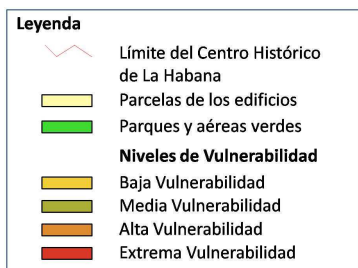 Leyenda
Límite del Centro Histórico
de La Habana
Parcelas de los edificios
Parques y aéreas verdes
Niveles de Vulnerabilidad
Baja Vulnerabilidad
Media Vulnerabilidad
Alta Vulnerabilidad
Extrema Vulnerabilidad